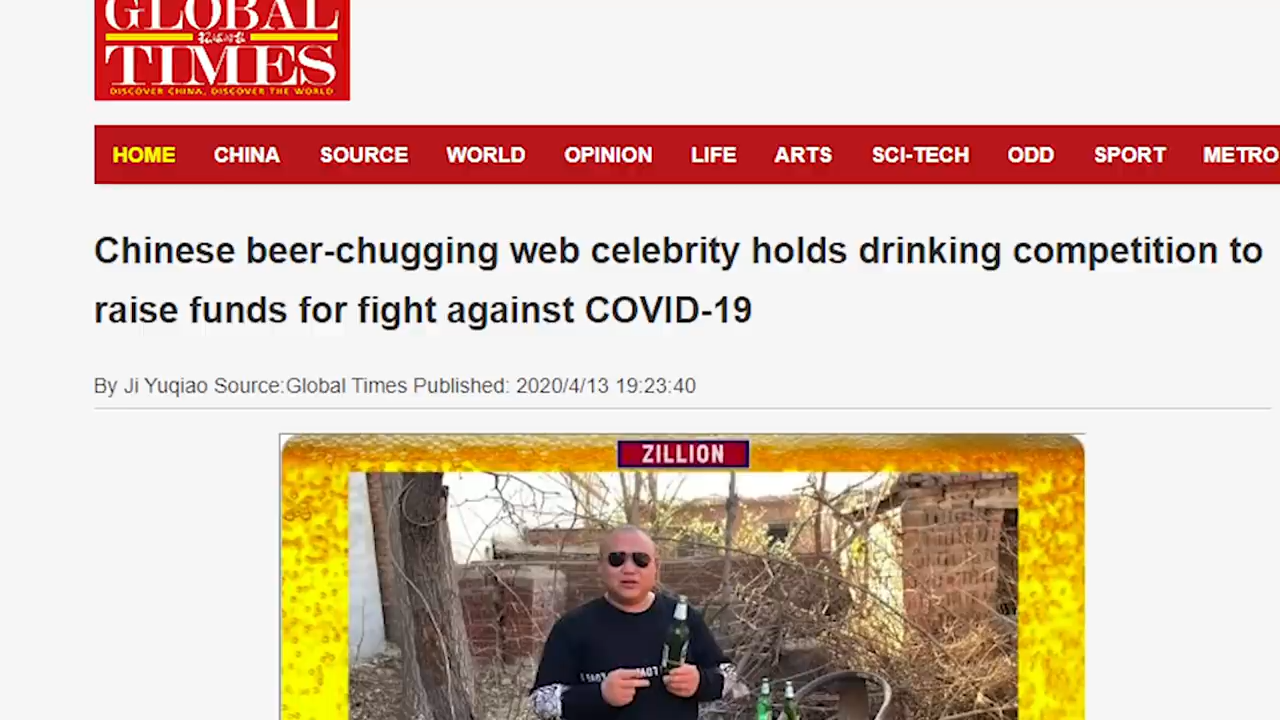 GLOBAL
TIMES
DISCOVER CHINA, DISCOVER THE WORLD
HOME CHINA SOURCE WORLD OPINION LIFE ARTS SCI-TECH ODD SPORT METRO
Chinese beer-chugging web celebrity holds drinking competition to
raise funds for fight against COVID-19
By Ji Yuqiao Source:Global Times Published: 2020/4/13 19:23:40
ZILLION